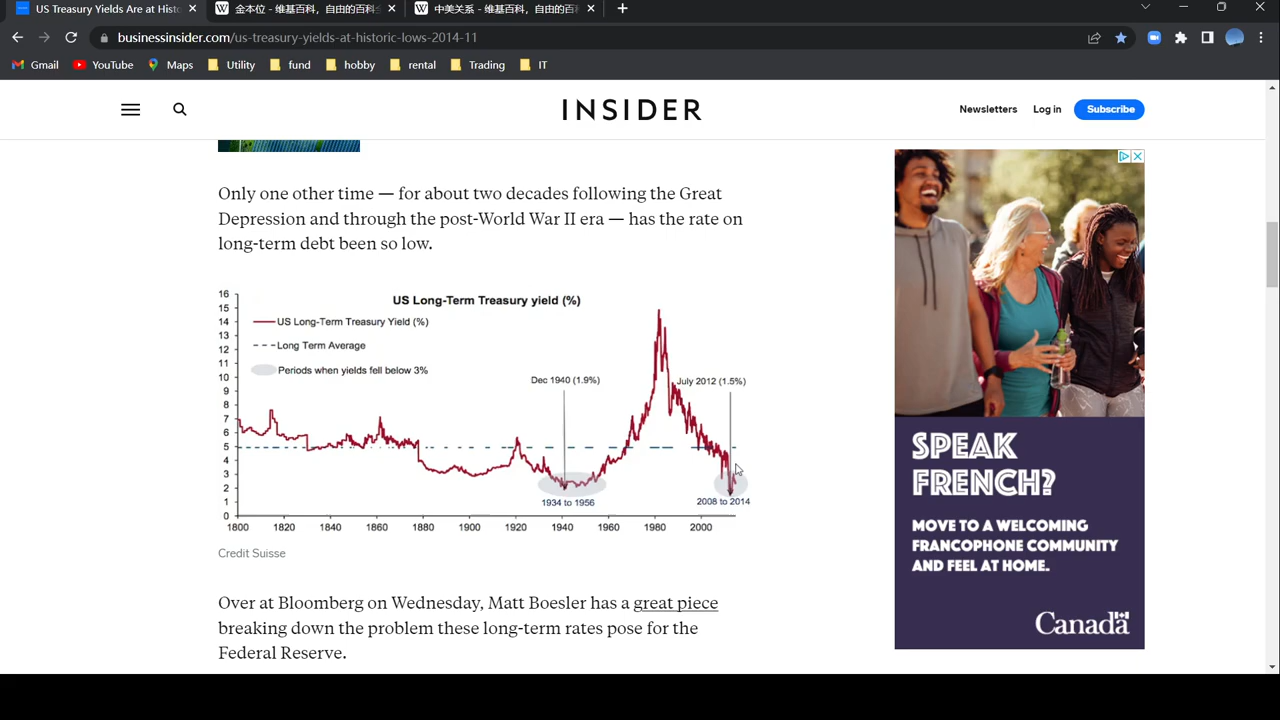 US Treasury Yields Are at Histo
金本位 - 维基百科，自由的百科全
中美关系 - 维基百科，自由的百
businessinsider.com/us-treasury-yields-at-historic-lows-2014-11
Gmail YouTube Maps Utility fund hobby rental Trading IT
INSIDER
Newsletters Log in Subscribe
Only one other time — for about two decades following the Great
Depression and through the post-World War II era — has the rate on
long-term debt been so low.
US Long-Term Treasury yield (%)
US Long-Term Treasury Yield (%)
Long Term Average
Periods when yields fell below 3%
Dec 1940 (1.9%)
July 2012 (1.5%)
1934 to 1956
2008 to 2014
16
15
14
13
12
11
10
9
8
7
6
5
4
3
2
1
0
1800 1820 1840 1860 1880 1900 1920 1940 1960 1980 2000
Credit Suisse
Over at Bloomberg on Wednesday, Matt Boesler has a great piece
breaking down the problem these long-term rates pose for the
Federal Reserve.
SPEAK
FRENCH?
MOVE TO A WELCOMING
FRANCOPHONE COMMUNITY
AND FEEL AT HOME.
Canada